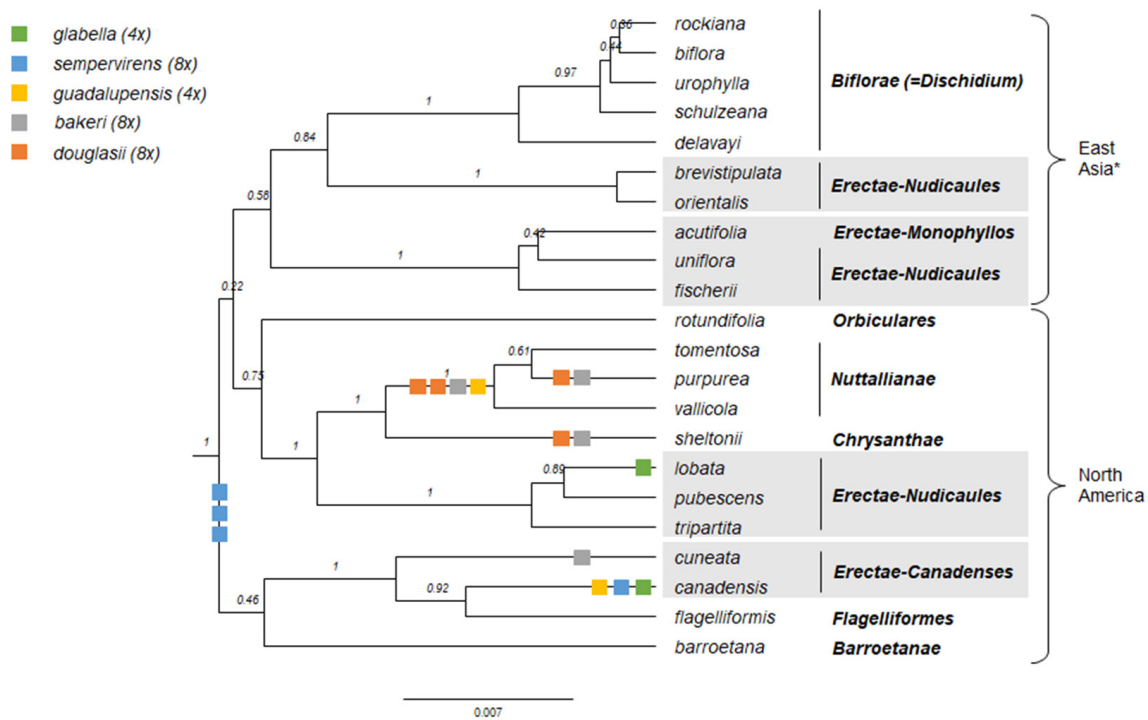 glabella (4x)
sempervirens (8x)
guadalupensis (4x)
bakeri (8x)
douglasii (8x)
0.36
0.44
0.97
1
0.84
1
0.58
0.42
1
0.22
0.61
1
0.75
1
1
0.89
1
1
1
0.92
0.46
rockiana
biflora
urophylla
schulzeana
delavayi
brevistipulata
orientalis
acutifolia
uniflora
fischerii
rotundifolia
tomentosa
purpurea
vallicola
sheltonii
lobata
pubescens
tripartita
cuneata
canadensis
flagelliformis
barroetana
Biflorae (=Dischidium)
Erectae-Nudicaules
Erectae-Monophyllos
Erectae-Nudicaules
Orbiculares
Nuttallianae
Chrysanthae
Erectae-Nudicaules
Erectae-Canadenses
Flagelliformes
Barroetanae
East
Asia*
North
America
0.007